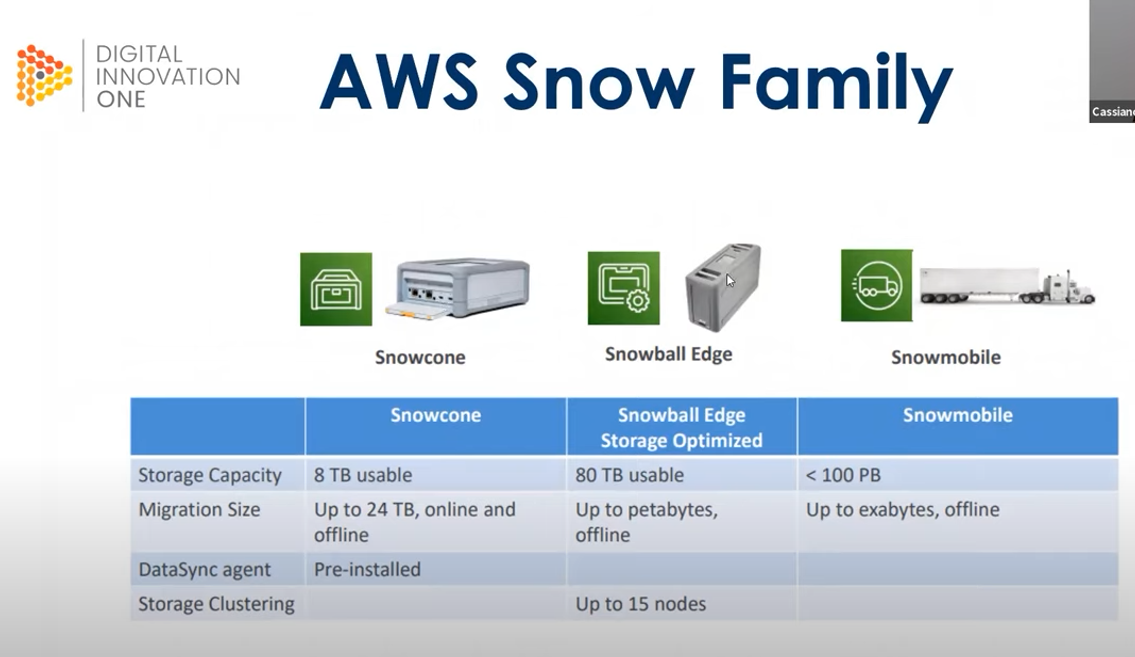 DIGITAL
INNOVATION
ONE
AWS Snow Family
Snowcone
Snowball Edge
Snowmobile
Snowcone
Snowball Edge
Storage Optimized
Snowmobile
Storage Capacity
8 TB usable
80 TB usable
< 100 PB
Migration Size
Up to 24 TB, online and
offline
Up to petabytes,
offline
Up to exabytes, offline
DataSync agent
Pre-installed
Storage Clustering
Up to 15 nodes